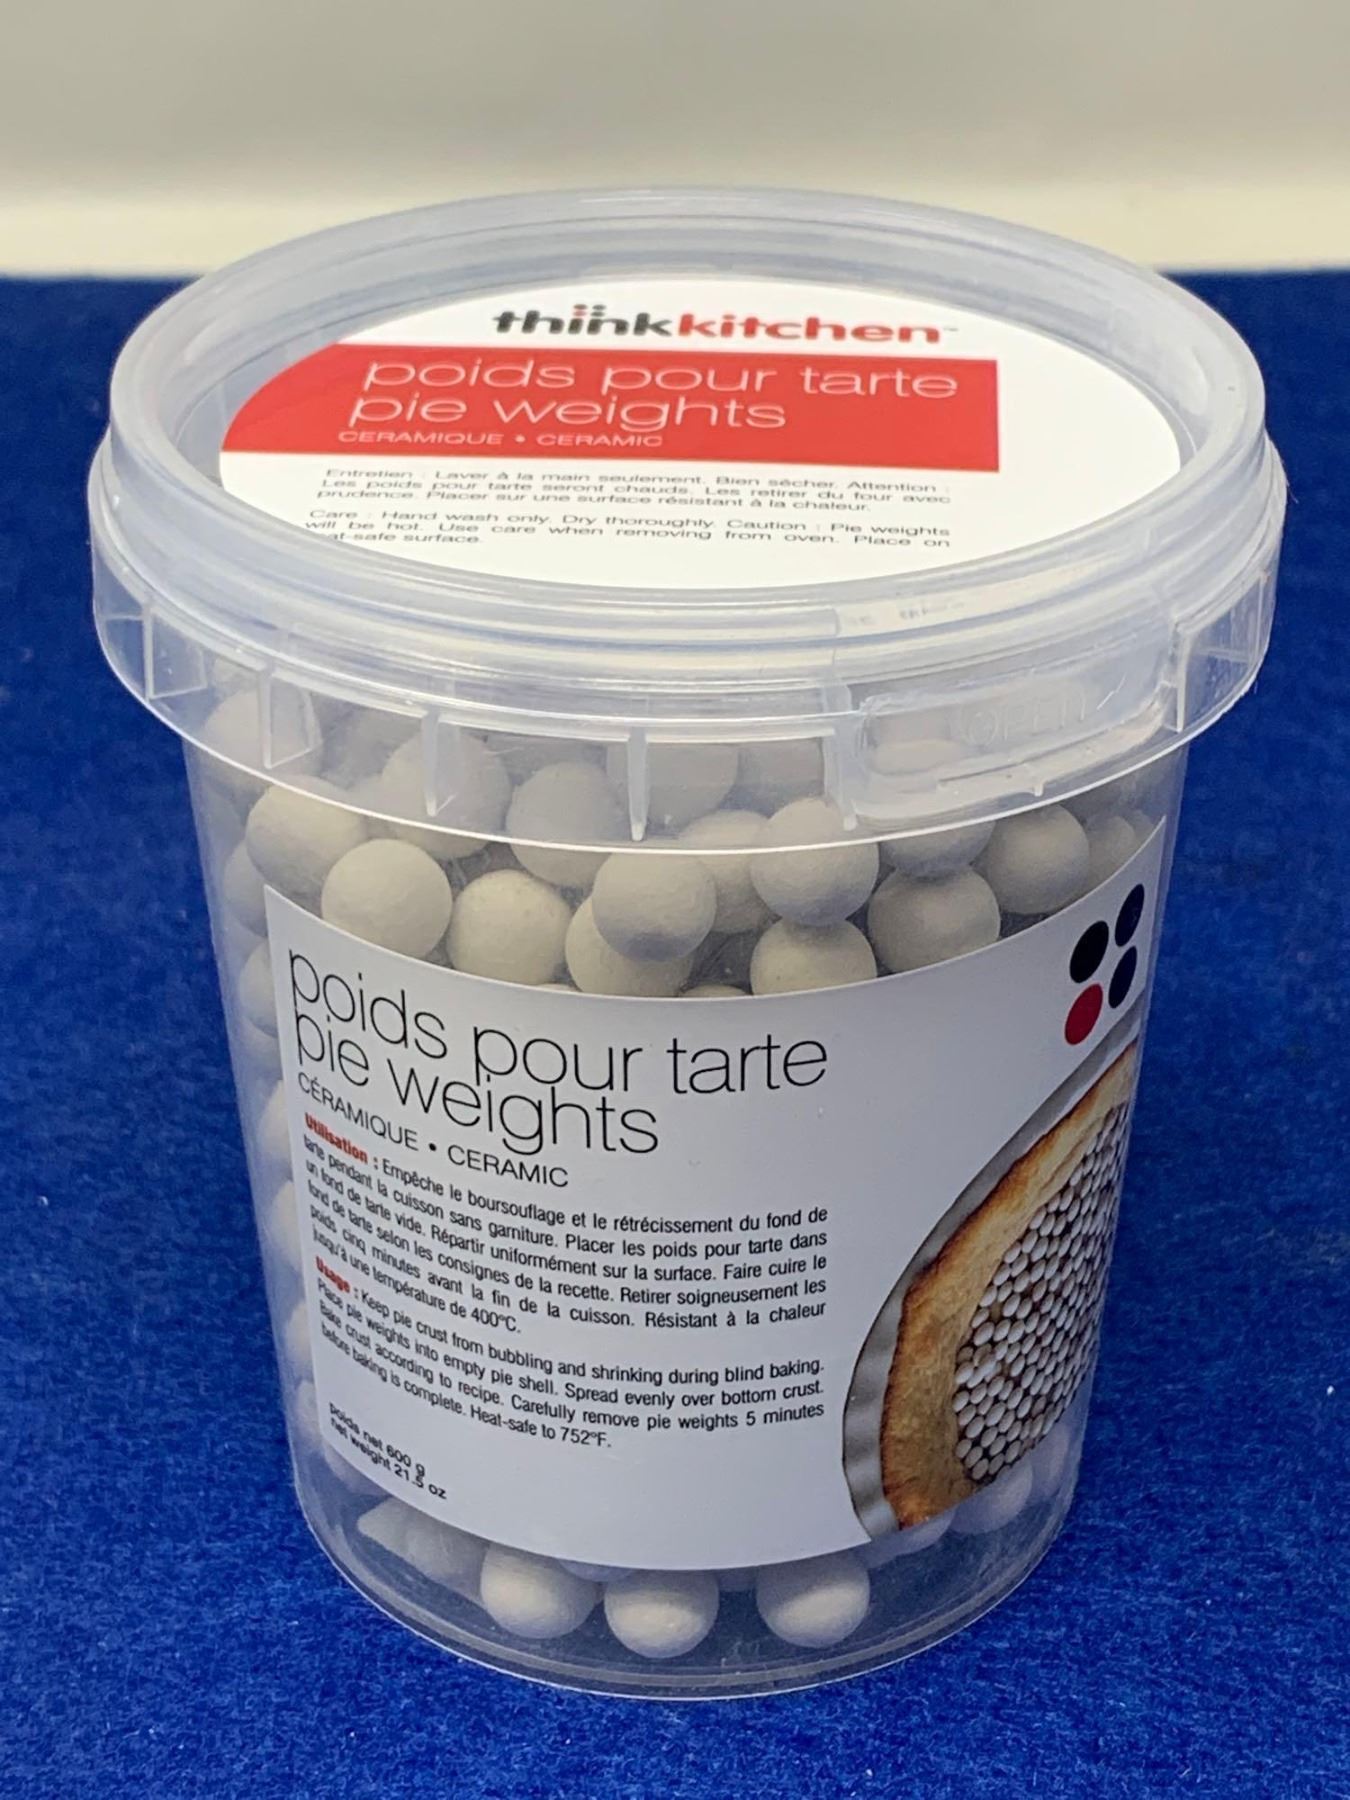 thinkkitchen
poids pour tarte
pie weights
CERAMIQUE • CERAMIC
Entretien : Laver à la main seulement. Bien sécher. Attention :
Les poids pour tarte seront chauds. Les retirer du four avec
prudence. Placer sur une surface résistant à la chaleur.
Care : Hand wash only. Dry thoroughly. Caution : Pie weights
will be hot. Use care when removing from oven. Place on
at-safe surface.
OPEN
poids pour tarte
pie weights
CÉRAMIQUE • CERAMIC
Utilisation : Empêche le boursouflage et le rétrécissement du fond de
tarte pendant la cuisson sans garniture. Placer les poids pour tarte dans
un fond de tarte vide. Répartir uniformément sur la surface. Faire cuire le
fond de tarte selon les consignes de la recette. Retirer soigneusement les
poids cinq minutes avant la fin de la cuisson. Résistant à la chaleur
jusqu'à une température de 400°C.
Usage : Keep pie crust from bubbling and shrinking during blind baking.
Place pie weights into empty pie shell. Spread evenly over bottom crust.
Bake crust according to recipe. Carefully remove pie weights 5 minutes
before baking is complete. Heat-safe to 752°F.
poids net 600 g
net weight 21.5 oz